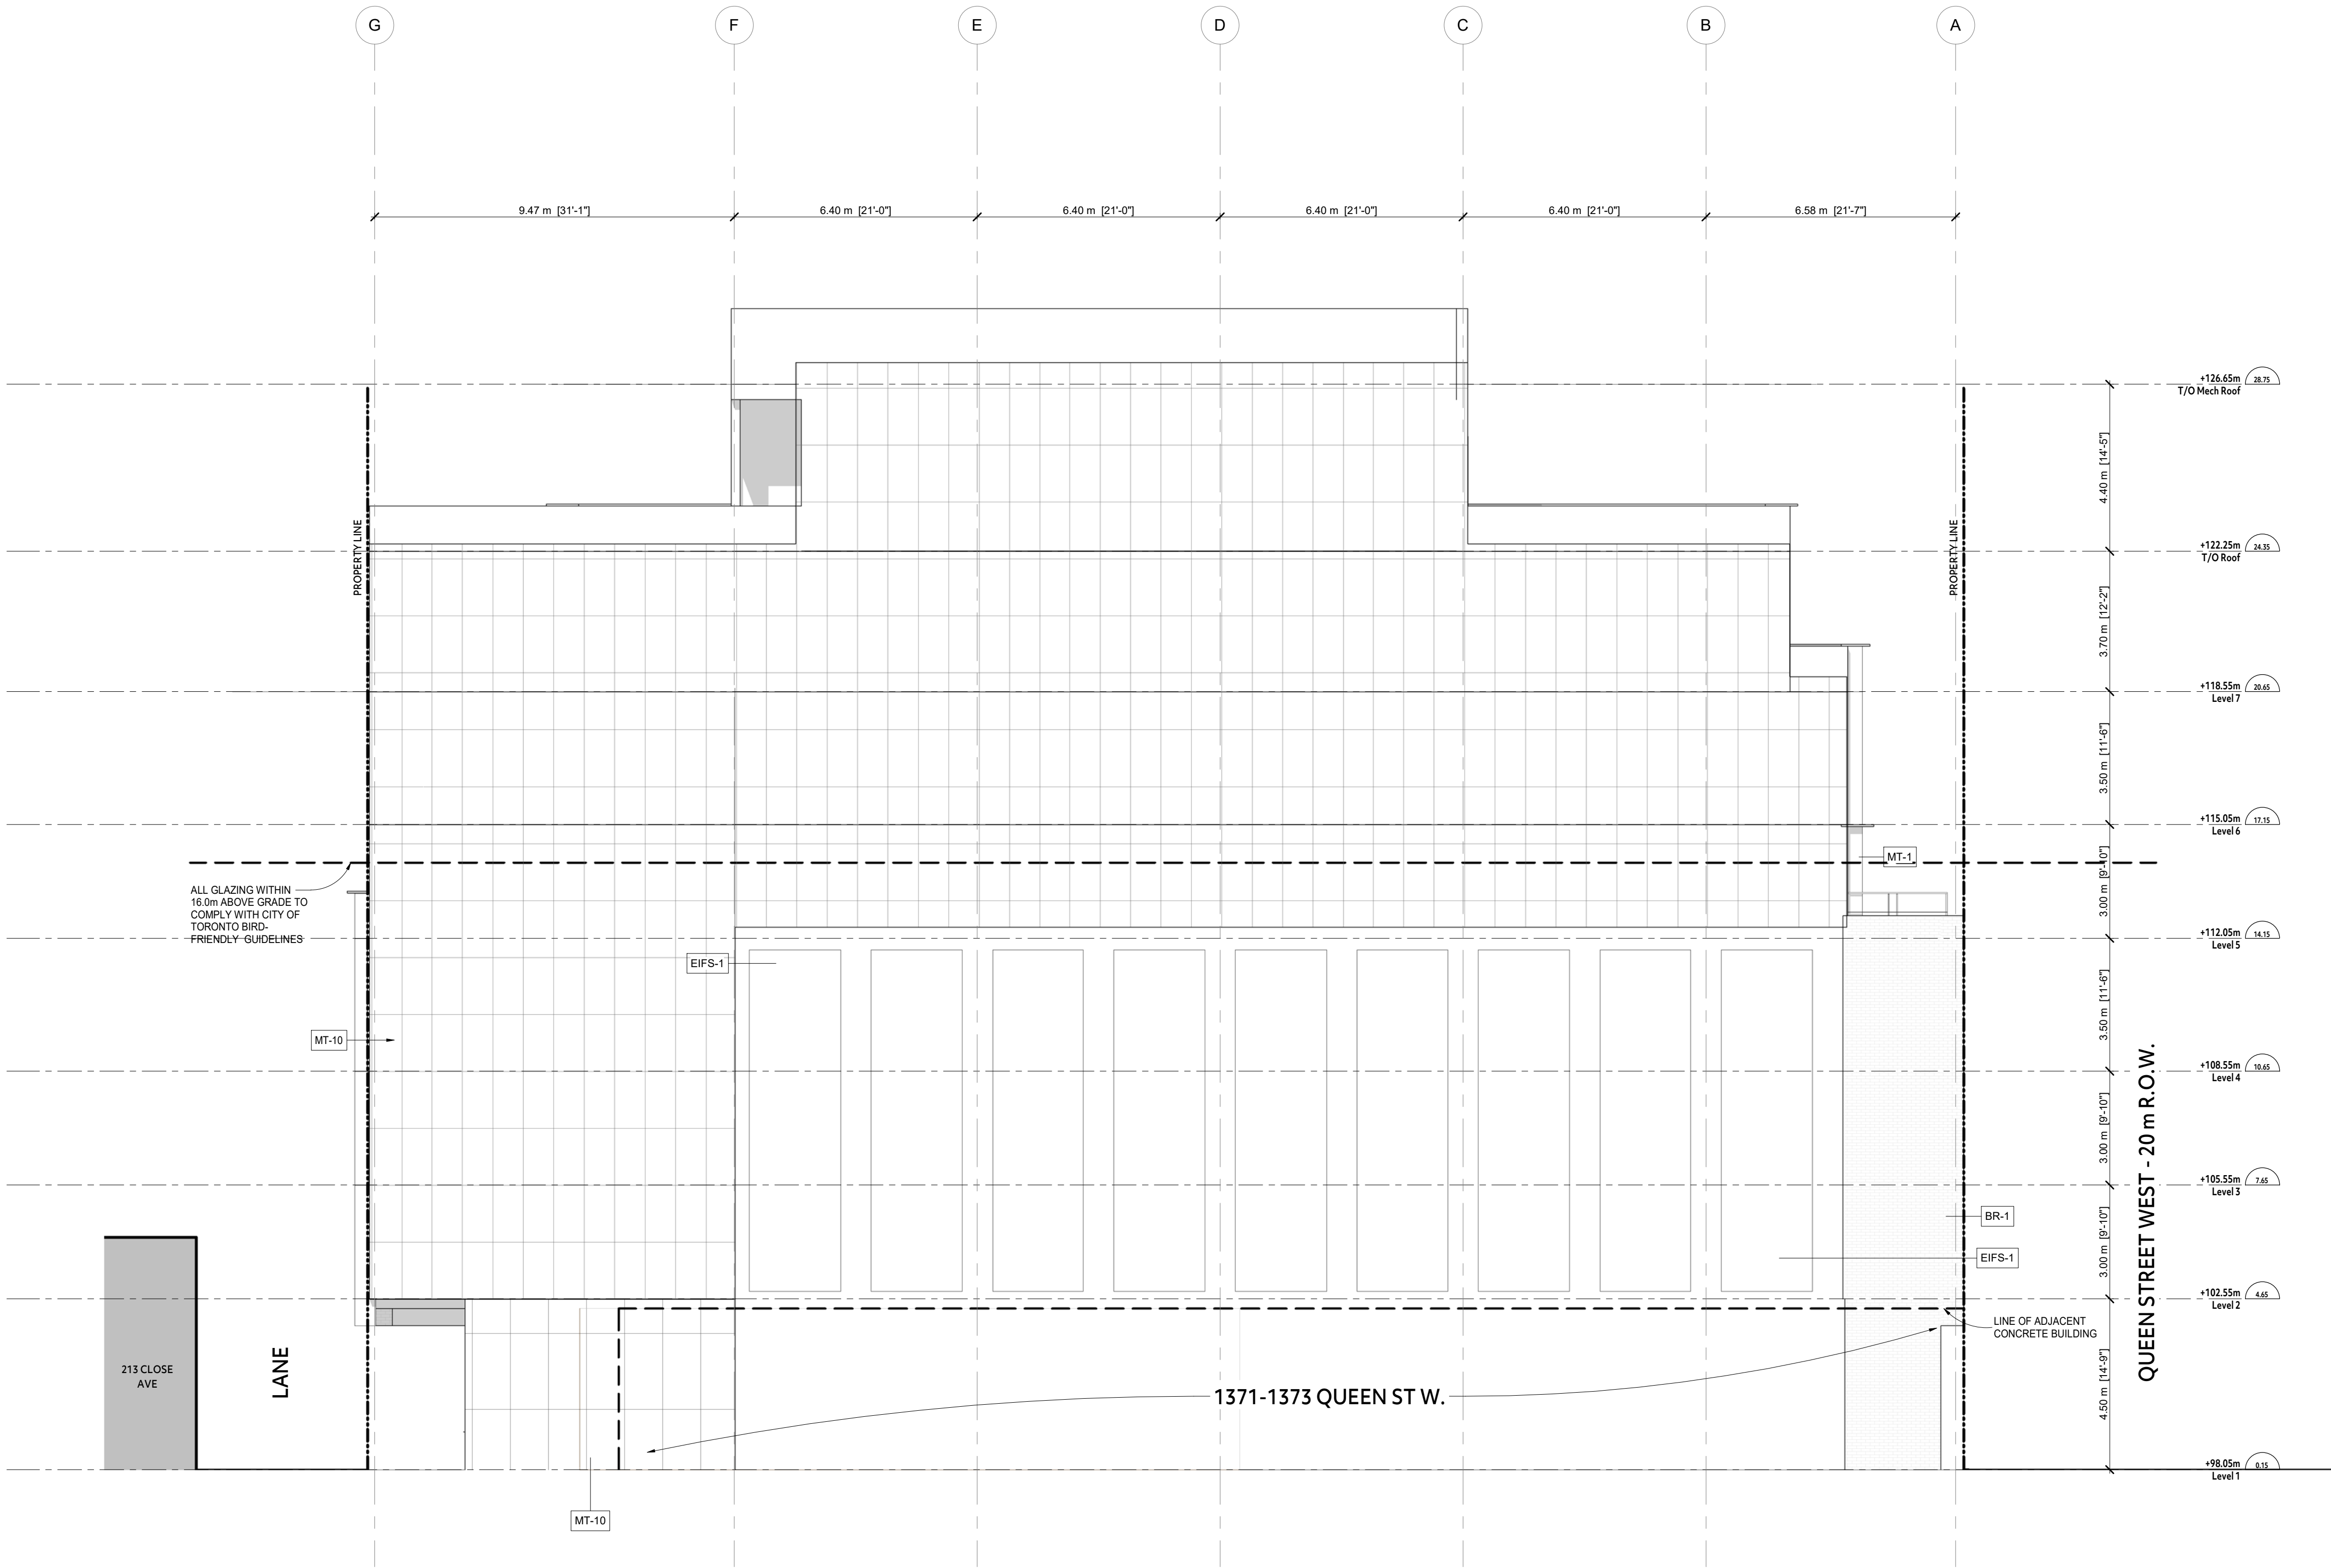 G
F
E
D
C
B
A
9.47 m [31'-1"]
6.40 m [21'-0"]
6.40 m [21'-0"]
6.40 m [21'-0"]
6.40 m [21'-0"]
6.58 m [21'-7"]
+126.65m
28.75
T/O Mech Roof
4.40 m [14'-5"]
PROPERTY LINE
PROPERTY LINE
+122.25m
24.35
T/O Roof
3.70 m [12'-2"]
+118.55m
20.65
Level 7
3.50 m [11'-6"]
+115.05m
17.15
Level 6
MT-1
3.00 m [9'-10"]
ALL GLAZING WITHIN
16.0m ABOVE GRADE TO
COMPLY WITH CITY OF
TORONTO BIRD-
FRIENDLY GUIDELINES
+112.05m
14.15
Level 5
EIFS-1
3.50 m [11'-6"]
MT-10
+108.55m
10.65
Level 4
3.00 m [9'-10"]
+105.55m
7.65
Level 3
BR-1
EIFS-1
3.00 m [9'-10"]
QUEEN STREET WEST - 20 m R.O.W.
+102.55m
4.65
Level 2
LINE OF ADJACENT
CONCRETE BUILDING
213 CLOSE
AVE
LANE
1371-1373 QUEEN ST W.
4.50 m [14'-9"]
+98.05m
0.15
Level 1
MT-10